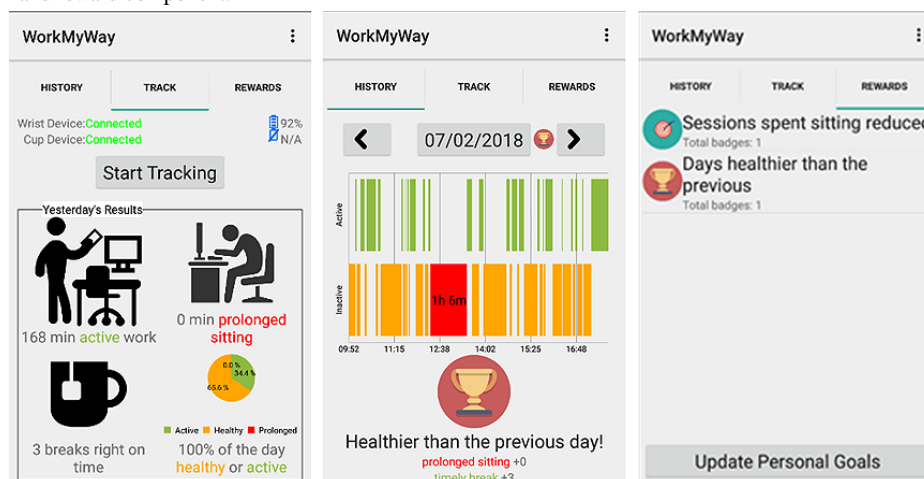 WorkMyWay
HISTORY TRACK REWARDS
Wrist Device:Connected 92%
Cup Device:Connected N/A
Start Tracking
Yesterday's Results
168 min active work
0 min prolonged
sitting
0.0 %
34.4 %
65.6 %
Active Healthy Prolonged
3 breaks right on
time
100% of the day
healthy or active
WorkMyWay
HISTORY TRACK REWARDS
07/02/2018
Active
Inactive
1h 6m
09:52 11:15 12:38 14:02 15:25 16:48
Healthier than the previous day!
prolonged sitting +0
timely break +3
WorkMyWay
HISTORY TRACK REWARDS
Sessions spent sitting reduced
Total badges: 1
Days healthier than the
previous
Total badges: 1
Update Personal Goals